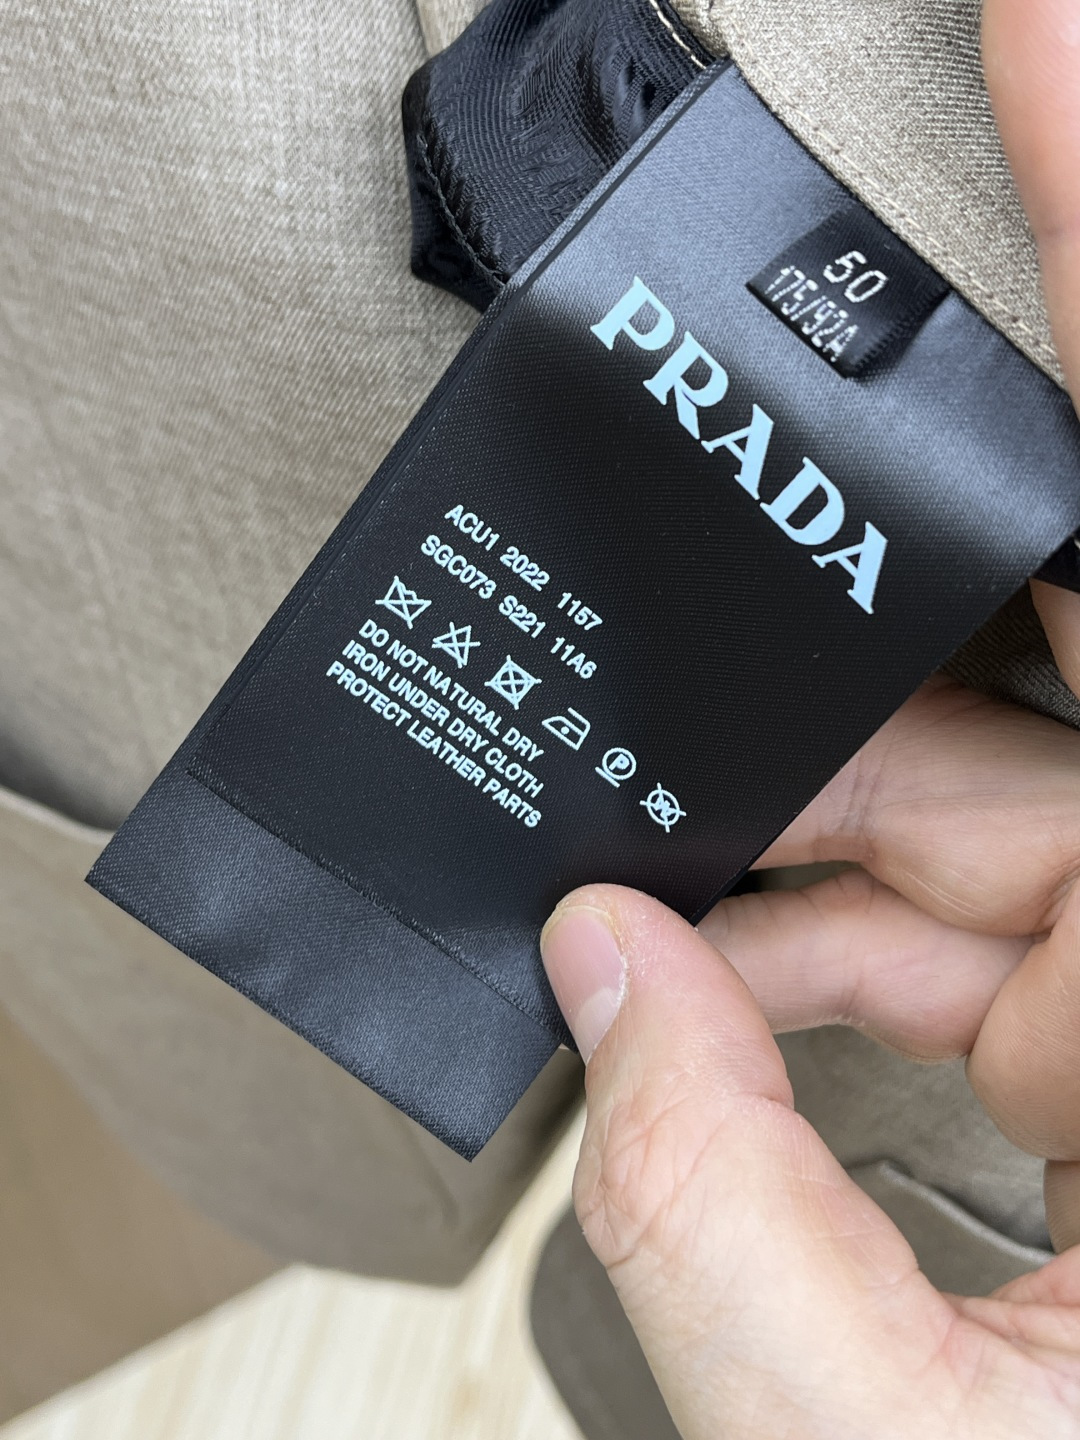 50
175/92A
PRADA
ACU1 2022 1157
SGC073 S221 11A6
P
DO NOT NATURAL DRY
IRON UNDER DRY CLOTH
PROTECT LEATHER PARTS